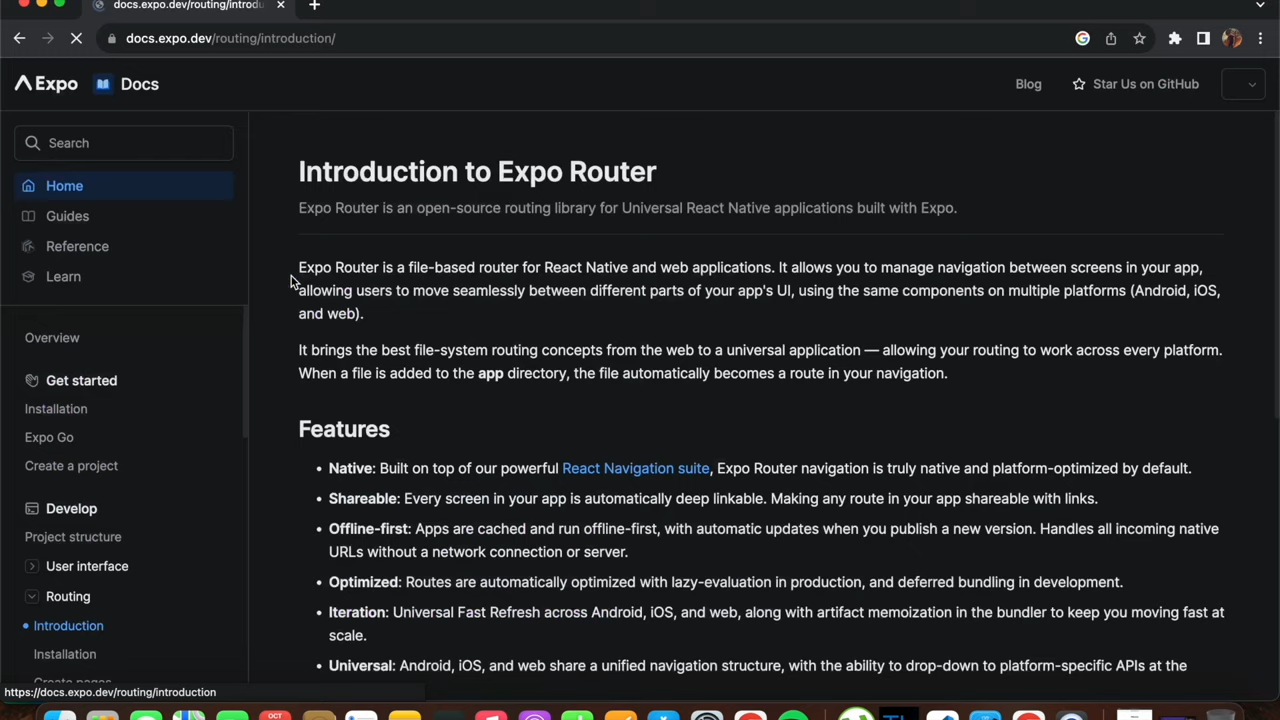 docs.expo.dev/routing/introdu
docs.expo.dev/routing/introduction/
Expo Docs
Blog
Star Us on GitHub
Search
Home
Guides
Reference
Learn
Overview
Get started
Installation
Expo Go
Create a project
Develop
Project structure
User interface
Routing
Introduction
Installation
Create pages
Introduction to Expo Router
Expo Router is an open-source routing library for Universal React Native applications built with Expo.
Expo Router is a file-based router for React Native and web applications. It allows you to manage navigation between screens in your app,
allowing users to move seamlessly between different parts of your app's UI, using the same components on multiple platforms (Android, iOS,
and web).
It brings the best file-system routing concepts from the web to a universal application — allowing your routing to work across every platform.
When a file is added to the app directory, the file automatically becomes a route in your navigation.
Features
• Native: Built on top of our powerful React Navigation suite, Expo Router navigation is truly native and platform-optimized by default.
• Shareable: Every screen in your app is automatically deep linkable. Making any route in your app shareable with links.
• Offline-first: Apps are cached and run offline-first, with automatic updates when you publish a new version. Handles all incoming native
URLs without a network connection or server.
• Optimized: Routes are automatically optimized with lazy-evaluation in production, and deferred bundling in development.
• Iteration: Universal Fast Refresh across Android, iOS, and web, along with artifact memoization in the bundler to keep you moving fast at
scale.
• Universal: Android, iOS, and web share a unified navigation structure, with the ability to drop-down to platform-specific APIs at the
https://docs.expo.dev/routing/introduction
OCT